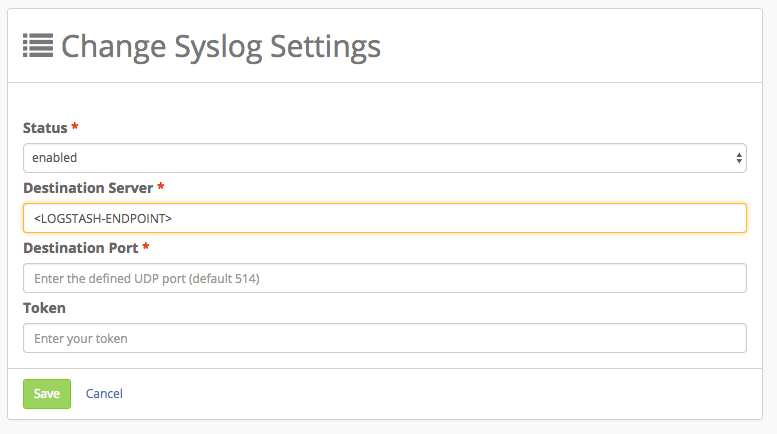 Change Syslog Settings
Status *
enabled
Destination Server *
<LOGSTASH-ENDPOINT>
Destination Port *
Enter the defined UDP port (default 514)
Token
Enter your token
Save Cancel